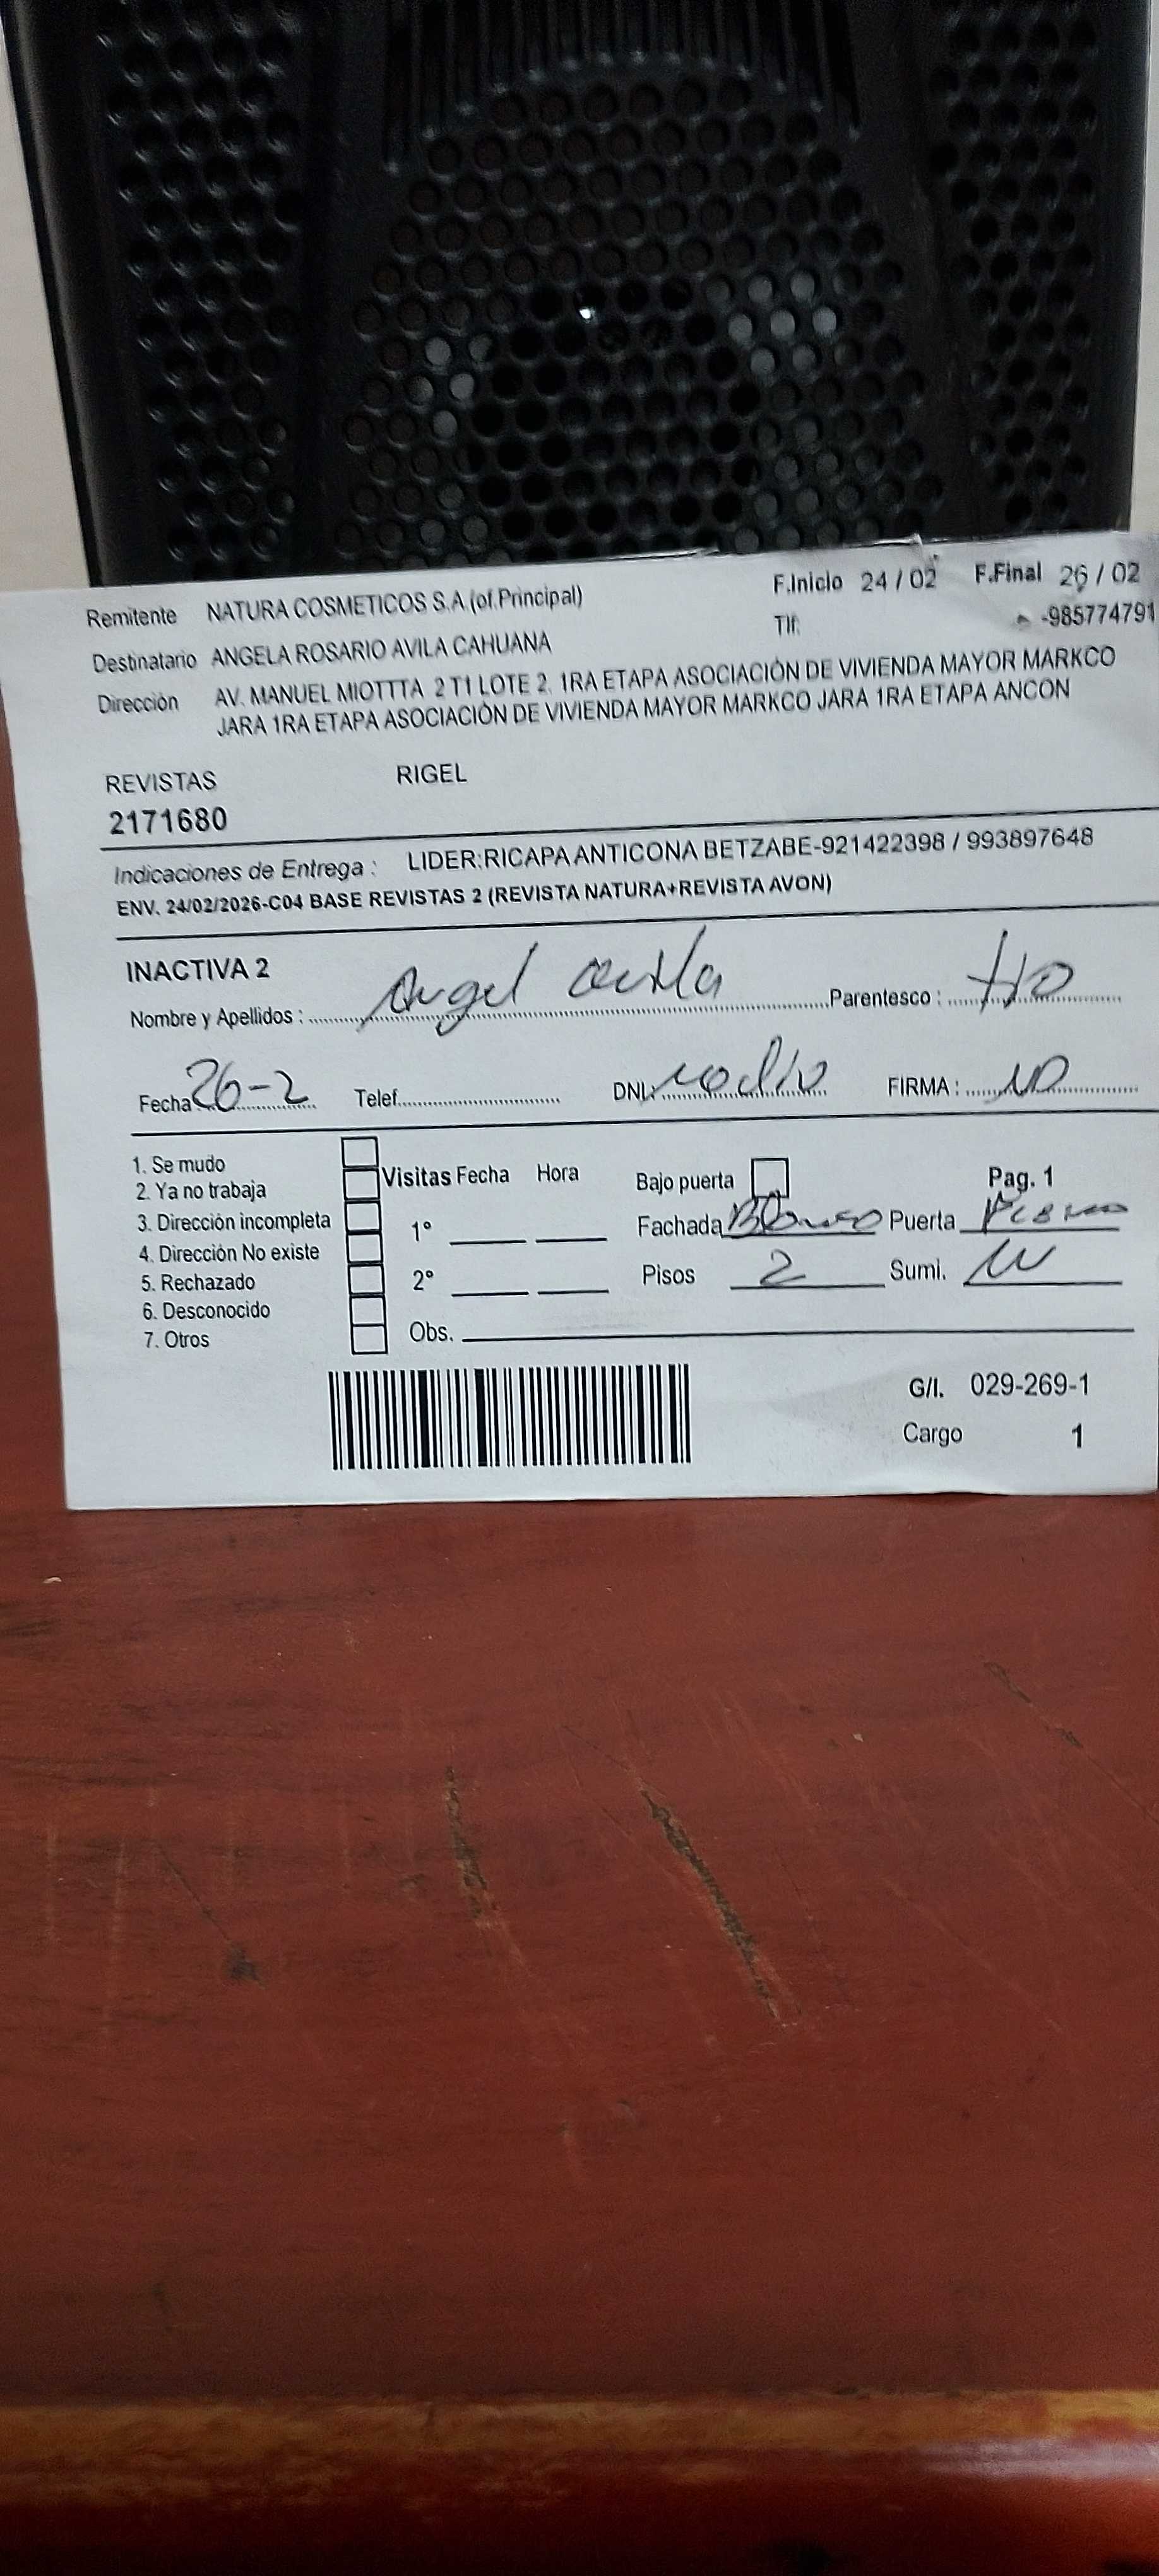 Remitente NATURA COSMETICOS S.A (of.Principal) F.Inicio 24 / 02 F.Final 26 / 02
Destinatario ANGELA ROSARIO AVILA CAHUANA Tlf: -985774791
Dirección AV. MANUEL MIOTTTA 2 T1 LOTE 2. 1RA ETAPA ASOCIACIÓN DE VIVIENDA MAYOR MARKCO
JARA 1RA ETAPA ASOCIACIÓN DE VIVIENDA MAYOR MARKCO JARA 1RA ETAPA ANCON
REVISTAS RIGEL
2171680
Indicaciones de Entrega : LIDER:RICAPA ANTICONA BETZABE-921422398 / 993897648
ENV. 24/02/2026-C04 BASE REVISTAS 2 (REVISTA NATURA+REVISTA AVON)
INACTIVA 2
Nombre y Apellidos : Angel avila Parentesco : tio
Fecha 26-2 Telef. DNI: FIRMA :
1. Se mudo
2. Ya no trabaja
3. Dirección incompleta
4. Dirección No existe
5. Rechazado
6. Desconocido
7. Otros
Visitas Fecha Hora
1°
2°
Obs.
Bajo puerta Pag. 1
Fachada Blanco Puerta
Pisos 2 Sumi.
G/I. 029-269-1
Cargo 1